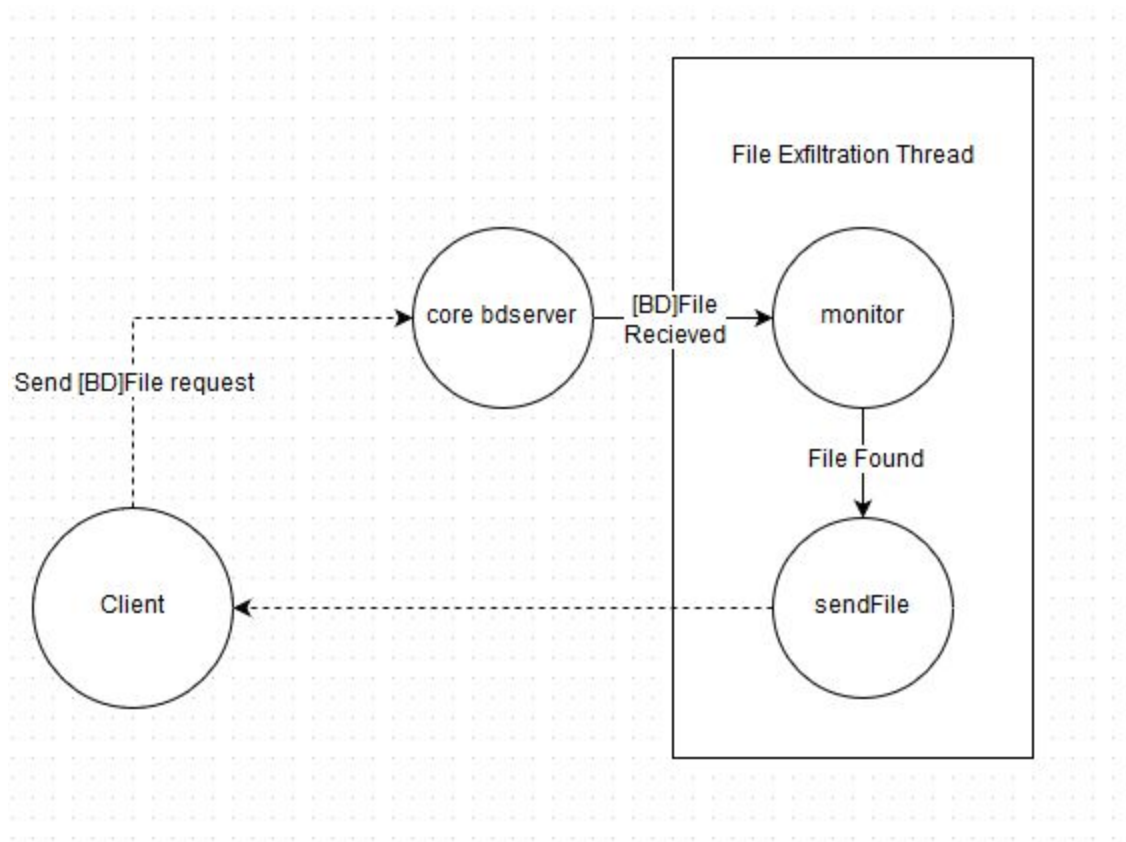 File Exfiltration Thread
core bdserver
[BD]File
Recieved
monitor
Send [BD]File request
File Found
Client
sendFile